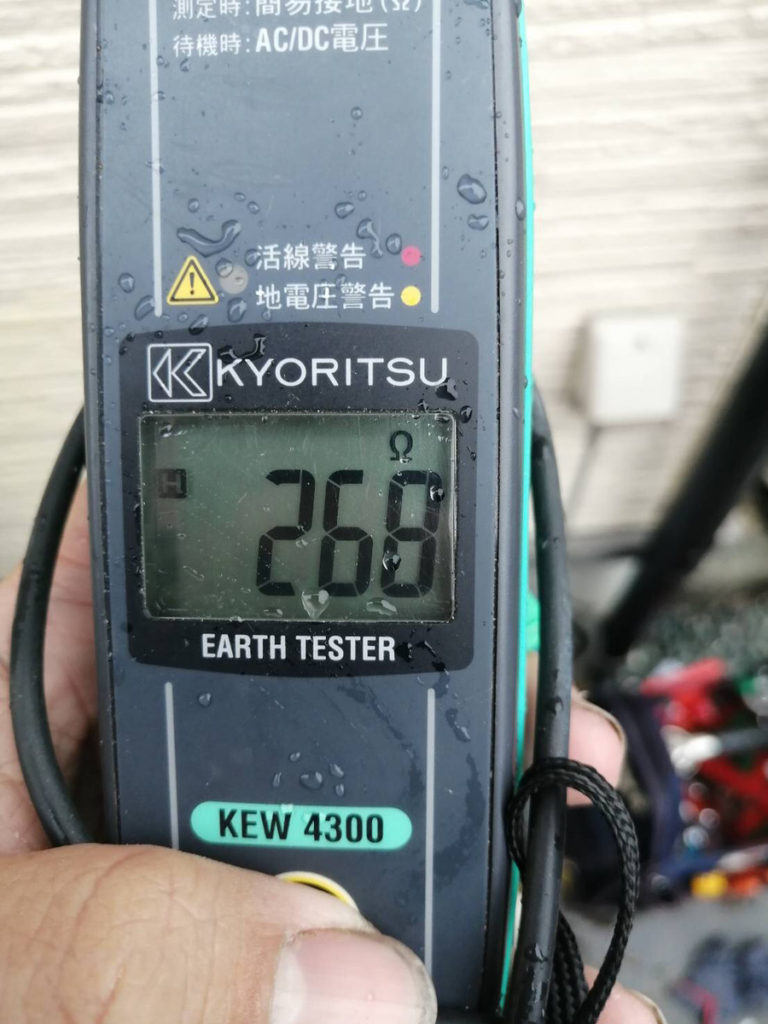 測定時:簡易接地(Ω)
待機時:AC/DC電圧
活線警告
地電圧警告
KYORITSU
Ω
H
268
EARTH TESTER
KEW 4300